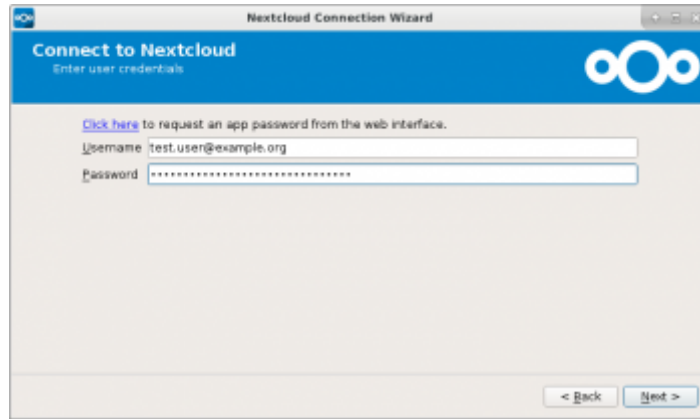 Nextcloud Connection Wizard
Connect to Nextcloud
Enter user credentials
Click here to request an app password from the web interface.
Username test.user@example.org
Password •••••••••••••••••••••••••••••••
< Back Next >